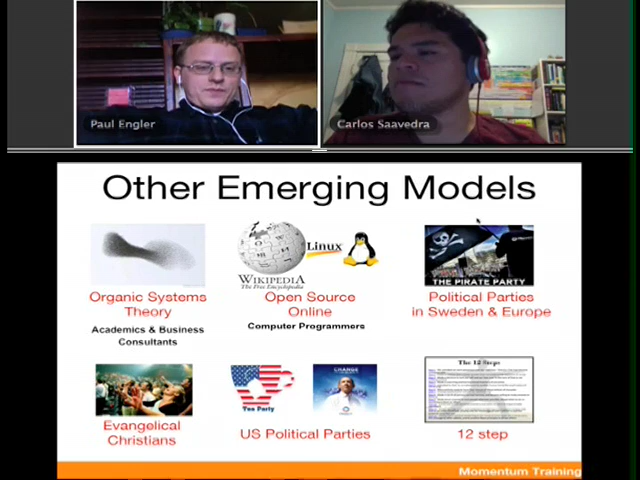 Paul Engler
Carlos Saavedra
Other Emerging Models
WIKIPEDIA
The Free Encyclopedia
Linux
THE PIRATE PARTY
Organic Systems
Theory
Academics & Business
Consultants
Open Source
Online
Computer Programmers
Political Parties
in Sweden & Europe
Tea Party
CHANGE
The 12 Steps
Evangelical
Christians
US Political Parties
12 step
Momentum Training